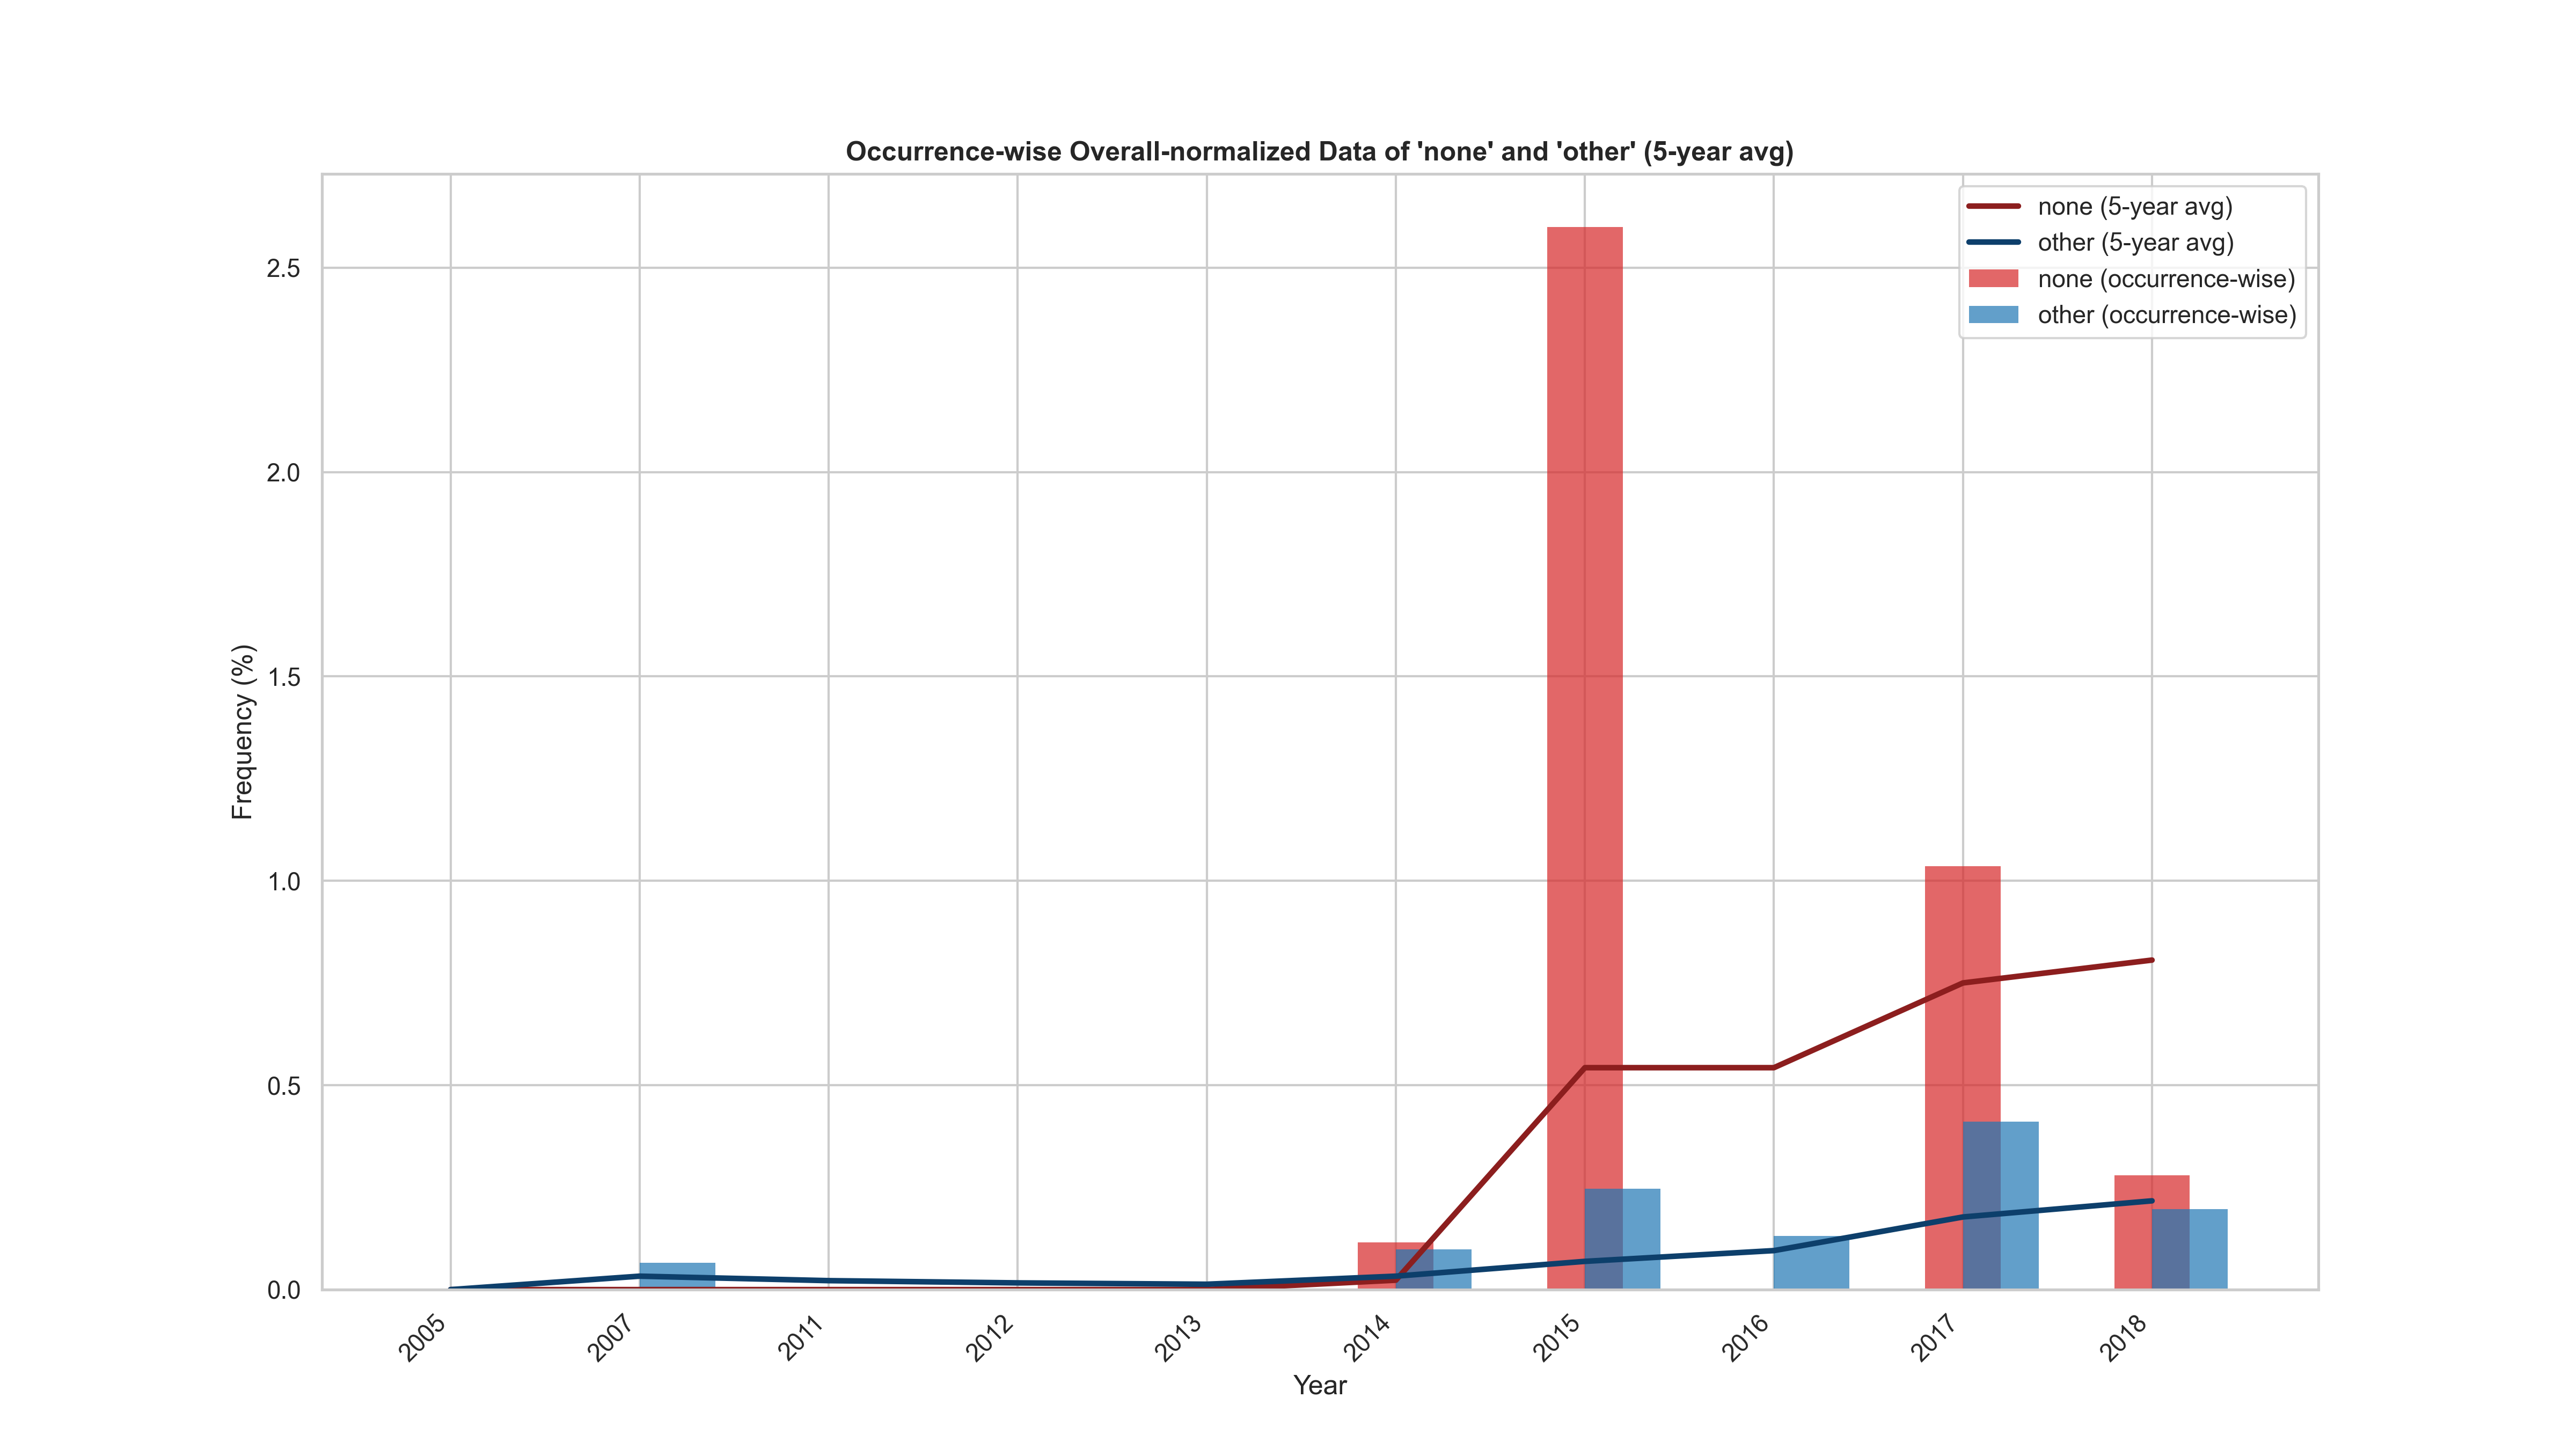 Occurrence-wise Overall-normalized Data of 'none' and 'other' (5-year avg)
none (5-year avg)
other (5-year avg)
none (occurrence-wise)
other (occurrence-wise)
Frequency (%)
2.5
2.0
1.5
1.0
0.5
0.0
2005
2007
2011
2012
2013
2014
2015
2016
2017
2018
Year